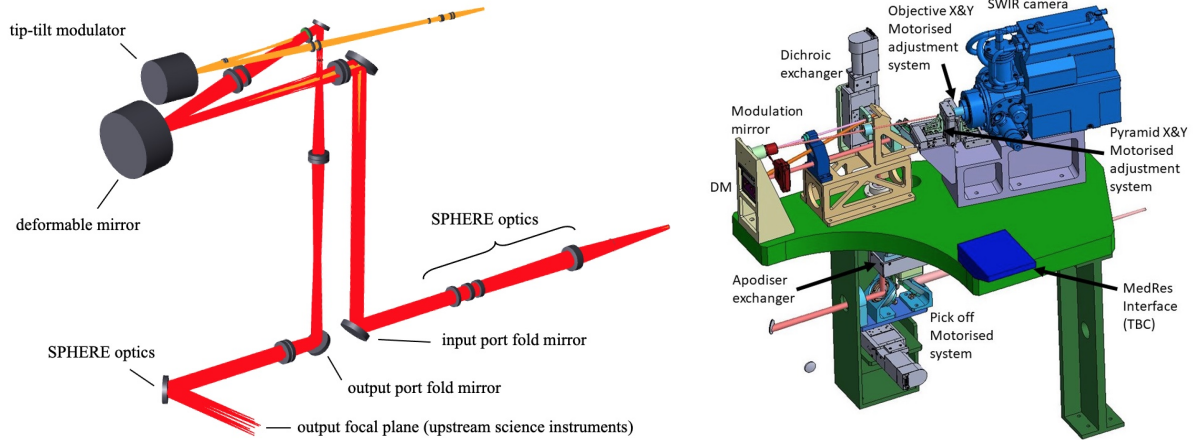 tip-tilt modulator
deformable mirror
SPHERE optics
input port fold mirror
SPHERE optics
output port fold mirror
output focal plane (upstream science instruments)
Objective X&Y
Motorised
adjustment
system
SWIR camera
Dichroic
exchanger
Modulation
mirror
Pyramid X&Y
Motorised
adjustment
system
DM
Apodiser
exchanger
MedRes
Interface
(TBC)
Pick off
Motorised
system